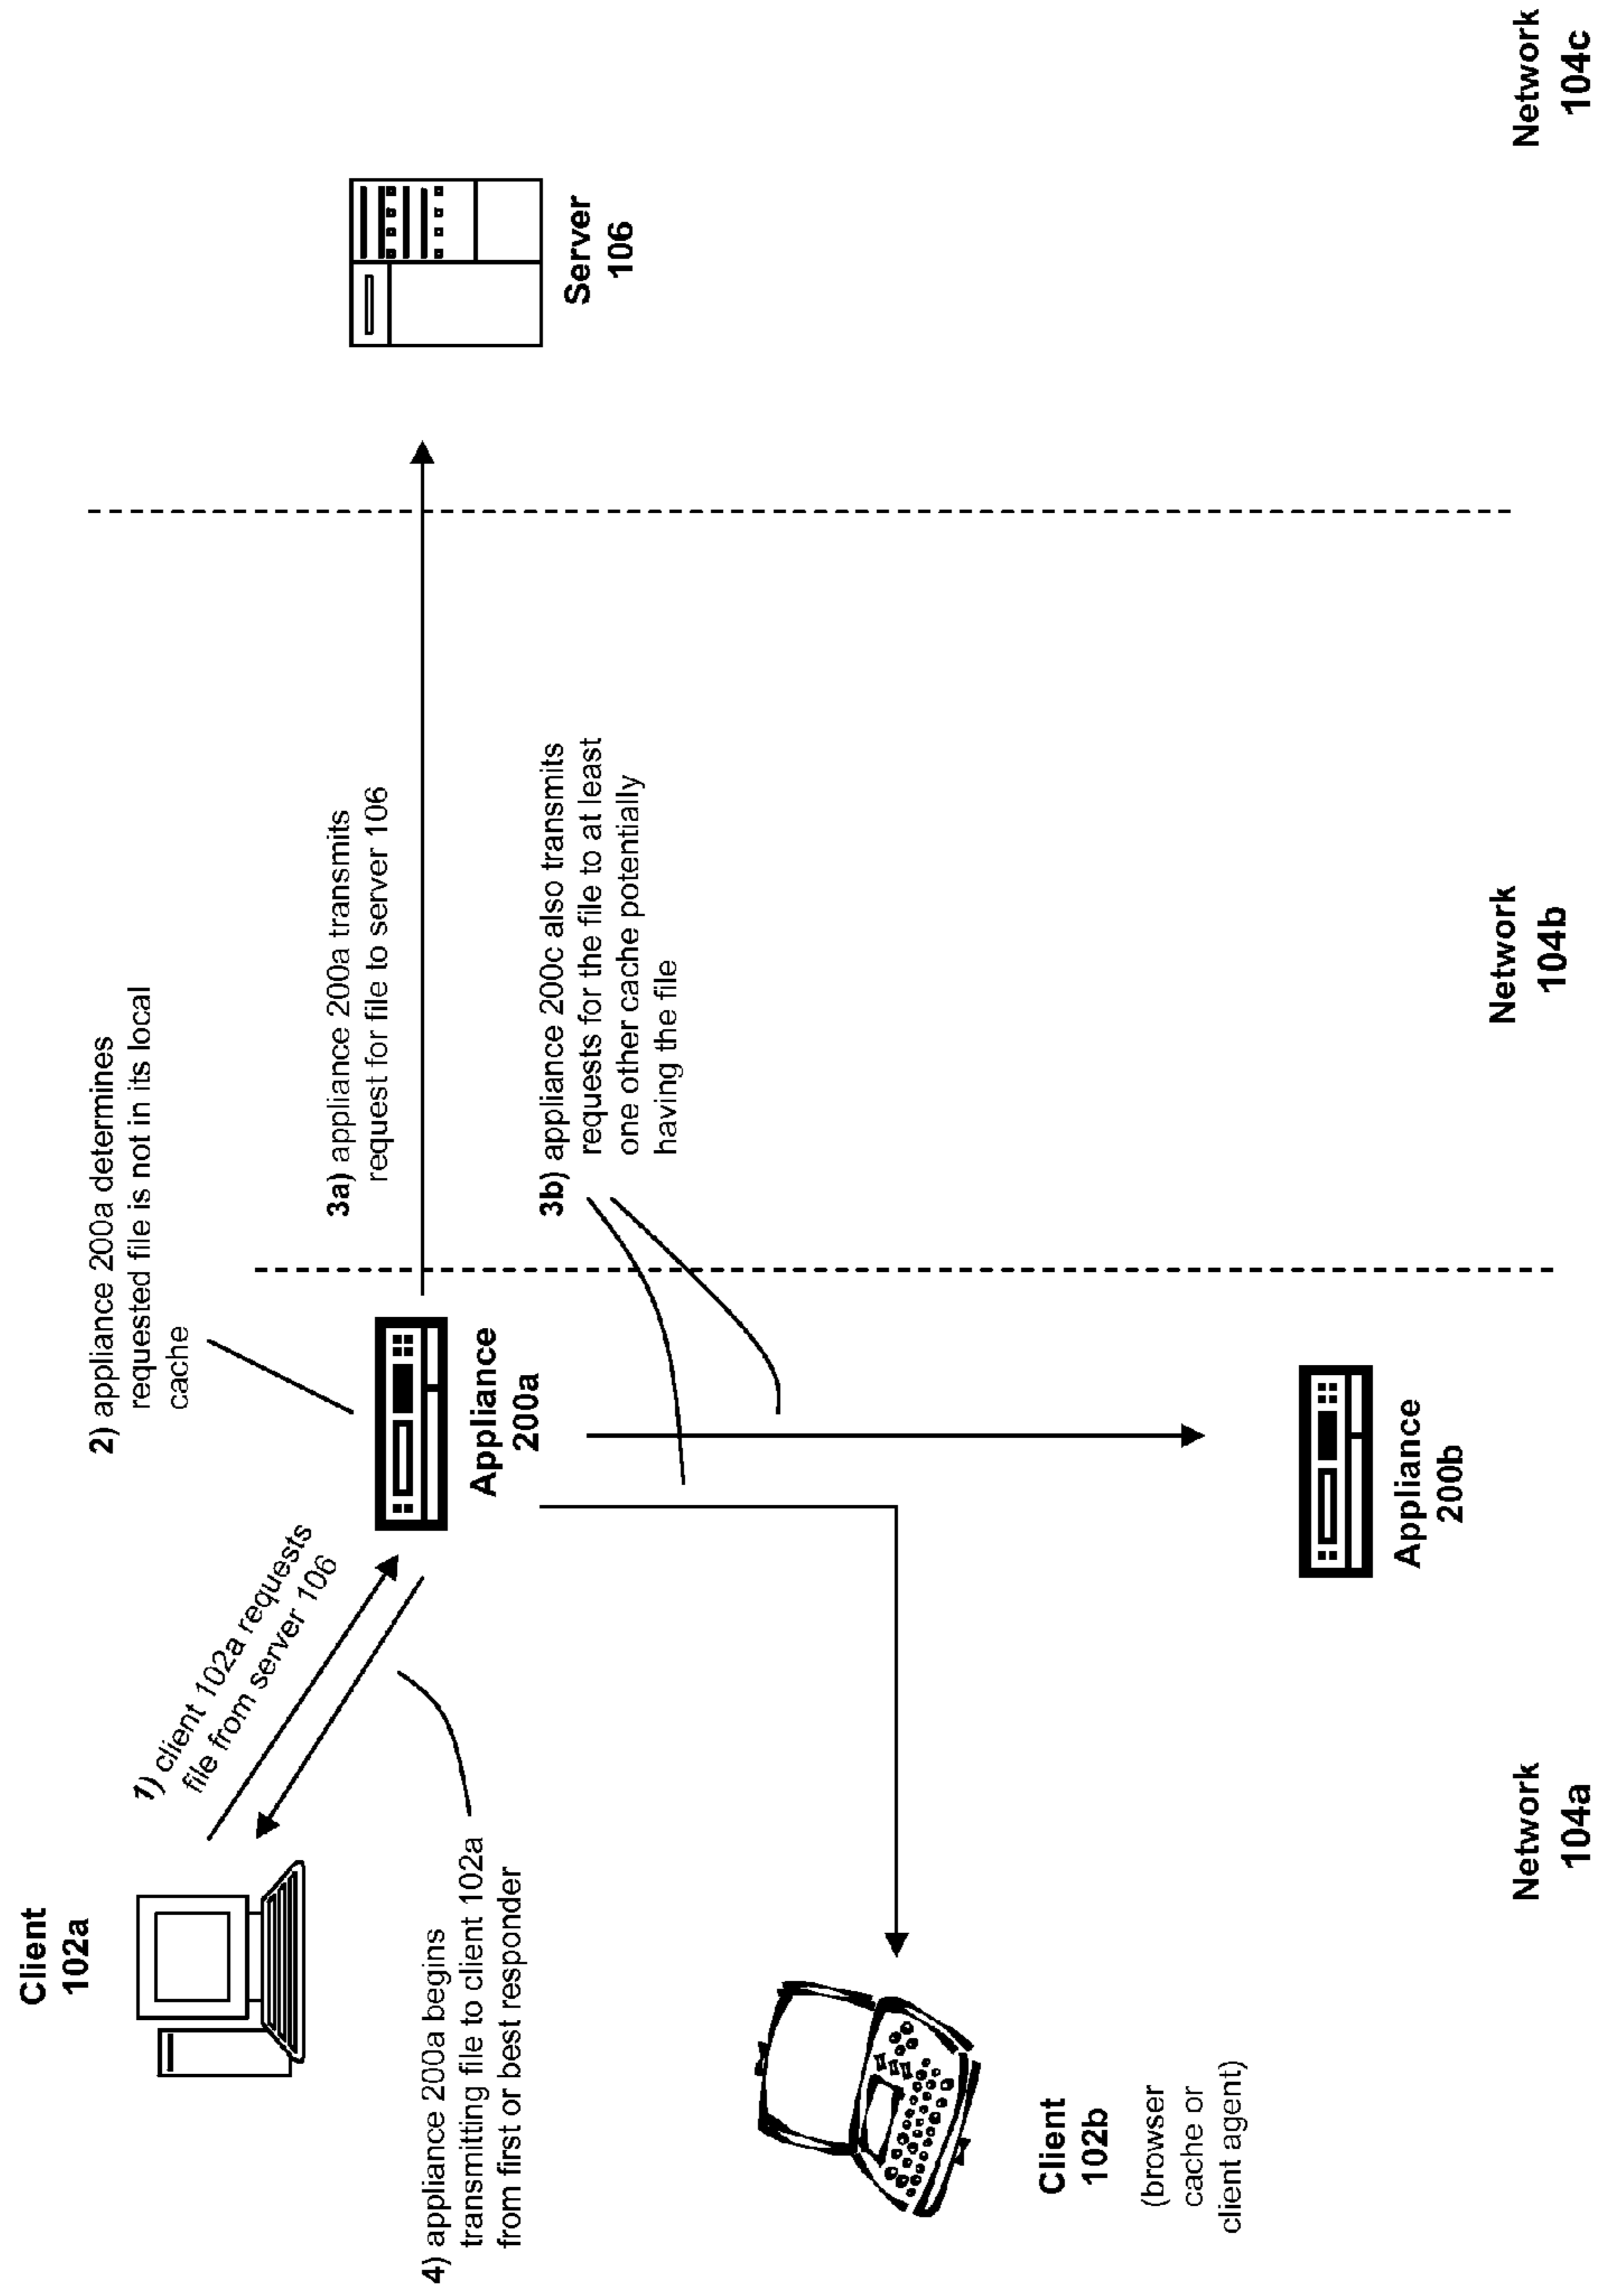 Client
102a
1) client 102a requests
file from server 106
2) appliance 200a determines
requested file is not in its local
cache
Appliance
200a
3a) appliance 200a transmits
request for file to server 106
Server
106
4) appliance 200a begins
transmitting file to client 102a
from first or best responder
3b) appliance 200c also transmits
requests for the file to at least
one other cache potentially
having the file
Client
102b
(browser
cache or
client agent)
Appliance
200b
Network
104a
Network
104b
Network
104c